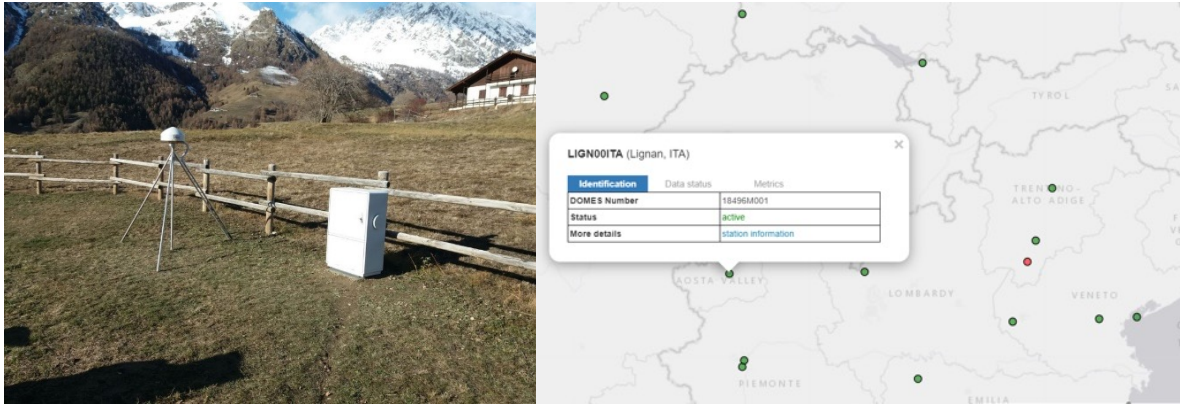 TYROL
LIGN00ITA (Lignan, ITA)
Identification Data status Metrics
DOMES Number 18496M001
Status active
More details station information
TRENTINO-
ALTO ADIGE
AOSTA VALLEY
LOMBARDY
VENETO
PIEMONTE
EMILIA